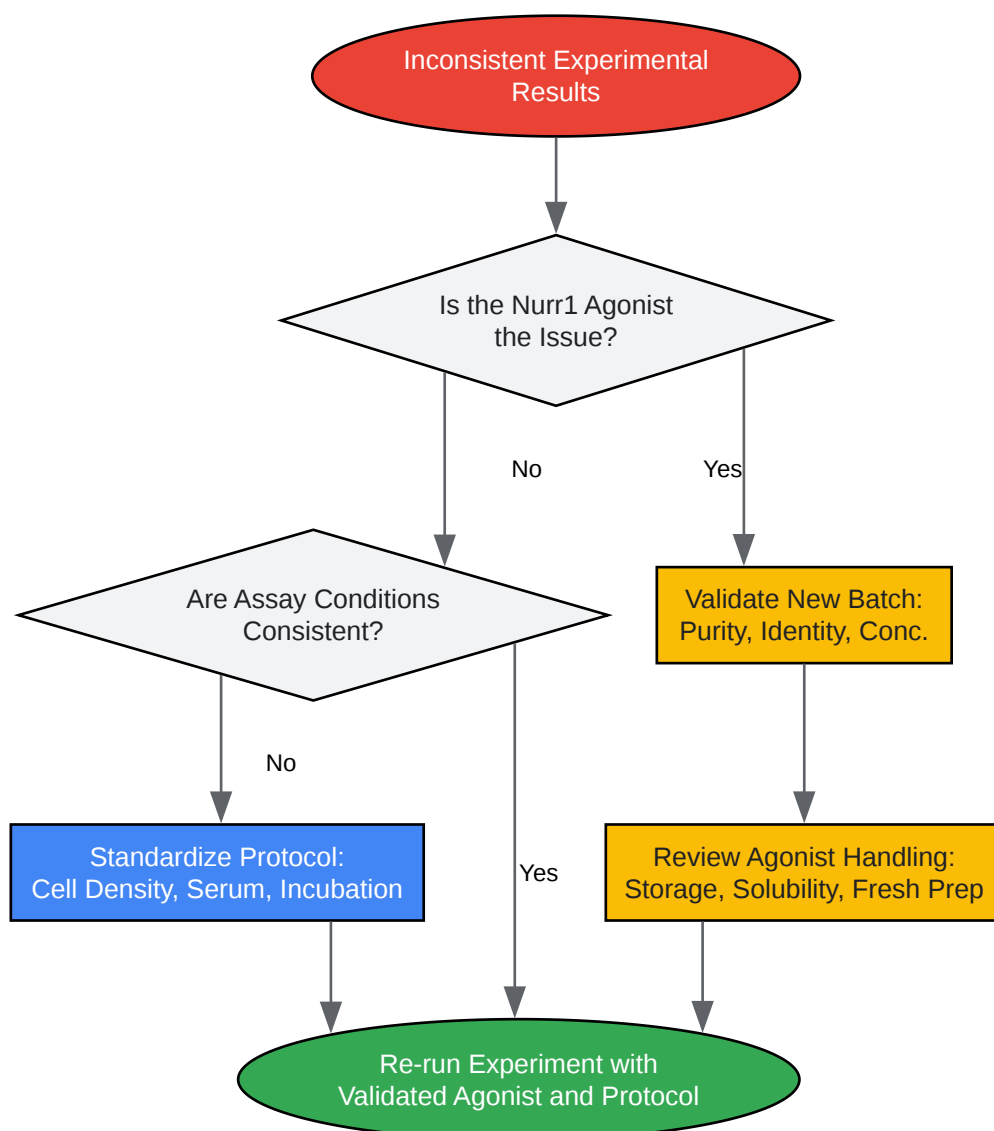 Inconsistent Experimental
Results
Is the Nurr1 Agonist
the Issue?
No
Yes
Are Assay Conditions
Consistent?
Validate New Batch:
Purity, Identity, Conc.
No
Standardize Protocol:
Cell Density, Serum, Incubation
Yes
Review Agonist Handling:
Storage, Solubility, Fresh Prep
Re-run Experiment with
Validated Agonist and Protocol